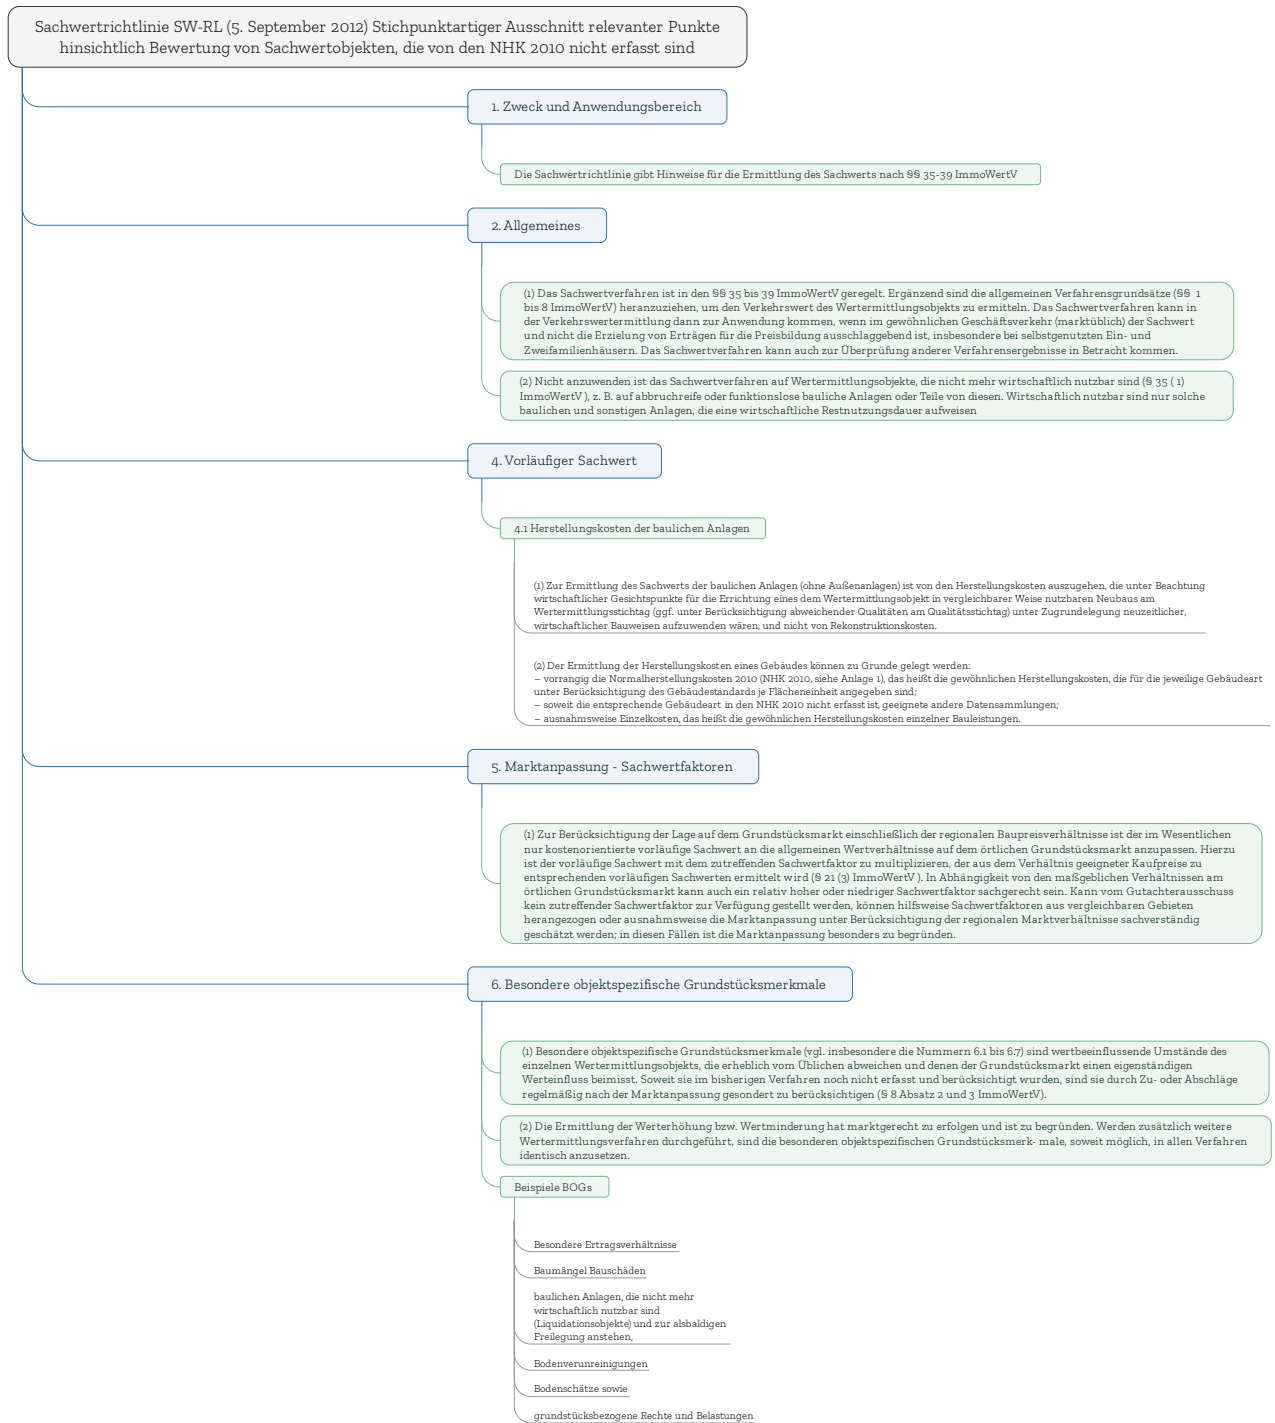 Sachwertrichtlinie SW-RL (5. September 2012) Stichpunktartiger Ausschnitt relevanter Punkte
hinsichtlich Bewertung von Sachwertobjekten, die von den NHK 2010 nicht erfasst sind
1. Zweck und Anwendungsbereich
Die Sachwertrichtlinie gibt Hinweise für die Ermittlung des Sachwerts nach §§ 35-39 ImmoWertV
2. Allgemeines
(1) Das Sachwertverfahren ist in den §§ 35 bis 39 ImmoWertV geregelt. Ergänzend sind die allgemeinen Verfahrensgrundsätze (§§ 1
bis 8 ImmoWertV) heranzuziehen, um den Verkehrswert des Wertermittlungsobjekts zu ermitteln. Das Sachwertverfahren kann in
der Verkehrswertermittlung dann zur Anwendung kommen, wenn im gewöhnlichen Geschäftsverkehr (marktüblich) der Sachwert
und nicht die Erzielung von Erträgen für die Preisbildung ausschlaggebend ist, insbesondere bei selbstgenutzten Ein- und
Zweifamilienhäusern. Das Sachwertverfahren kann auch zur Überprüfung anderer Verfahrensergebnisse in Betracht kommen.
(2) Nicht anzuwenden ist das Sachwertverfahren auf Wertermittlungsobjekte, die nicht mehr wirtschaftlich nutzbar sind (§ 35 ( 1)
ImmoWertV ), z. B. auf abbruchreife oder funktionslose bauliche Anlagen oder Teile von diesen. Wirtschaftlich nutzbar sind nur solche
baulichen und sonstigen Anlagen, die eine wirtschaftliche Restnutzungsdauer aufweisen
4. Vorläufiger Sachwert
4.1 Herstellungskosten der baulichen Anlagen
(1) Zur Ermittlung des Sachwerts der baulichen Anlagen (ohne Außenanlagen) ist von den Herstellungskosten auszugehen, die unter Beachtung
wirtschaftlicher Gesichtspunkte für die Errichtung eines dem Wertermittlungsobjekt in vergleichbarer Weise nutzbaren Neubaus am
Wertermittlungsstichtag (ggf. unter Berücksichtigung abweichender Qualitäten am Qualitätsstichtag) unter Zugrundelegung neuzeitlicher,
wirtschaftlicher Bauweisen aufzuwenden wären, und nicht von Rekonstruktionskosten.
(2) Der Ermittlung der Herstellungskosten eines Gebäudes können zu Grunde gelegt werden:
– vorrangig die Normalherstellungskosten 2010 (NHK 2010, siehe Anlage 1), das heißt die gewöhnlichen Herstellungskosten, die für die jeweilige Gebäudeart
unter Berücksichtigung des Gebäudestandards je Flächeneinheit angegeben sind;
– soweit die entsprechende Gebäudeart in den NHK 2010 nicht erfasst ist, geeignete andere Datensammlungen;
– ausnahmsweise Einzelkosten, das heißt die gewöhnlichen Herstellungskosten einzelner Bauleistungen.
5. Marktanpassung - Sachwertfaktoren
(1) Zur Berücksichtigung der Lage auf dem Grundstücksmarkt einschließlich der regionalen Baupreisverhältnisse ist der im Wesentlichen
nur kostenorientierte vorläufige Sachwert an die allgemeinen Wertverhältnisse auf dem örtlichen Grundstücksmarkt anzupassen. Hierzu
ist der vorläufige Sachwert mit dem zutreffenden Sachwertfaktor zu multiplizieren, der aus dem Verhältnis geeigneter Kaufpreise zu
entsprechenden vorläufigen Sachwerten ermittelt wird (§ 21 (3) ImmoWertV ). In Abhängigkeit von den maßgeblichen Verhältnissen am
örtlichen Grundstücksmarkt kann auch ein relativ hoher oder niedriger Sachwertfaktor sachgerecht sein. Kann vom Gutachterausschuss
kein zutreffender Sachwertfaktor zur Verfügung gestellt werden, können hilfsweise Sachwertfaktoren aus vergleichbaren Gebieten
herangezogen oder ausnahmsweise die Marktanpassung unter Berücksichtigung der regionalen Marktverhältnisse sachverständig
geschätzt werden; in diesen Fällen ist die Marktanpassung besonders zu begründen.
6. Besondere objektspezifische Grundstücksmerkmale
(1) Besondere objektspezifische Grundstücksmerkmale (vgl. insbesondere die Nummern 6.1 bis 6.7) sind wertbeeinflussende Umstände des
einzelnen Wertermittlungsobjekts, die erheblich vom Üblichen abweichen und denen der Grundstücksmarkt einen eigenständigen
Werteinfluss beimisst. Soweit sie im bisherigen Verfahren noch nicht erfasst und berücksichtigt wurden, sind sie durch Zu- oder Abschläge
regelmäßig nach der Marktanpassung gesondert zu berücksichtigen (§ 8 Absatz 2 und 3 ImmoWertV).
(2) Die Ermittlung der Werterhöhung bzw. Wertminderung hat marktgerecht zu erfolgen und ist zu begründen. Werden zusätzlich weitere
Wertermittlungsverfahren durchgeführt, sind die besonderen objektspezifischen Grundstücksmerk- male, soweit möglich, in allen Verfahren
identisch anzusetzen.
Beispiele BOGs
Besondere Ertragsverhältnisse
Baumängel Bauschäden
baulichen Anlagen, die nicht mehr
wirtschaftlich nutzbar sind
(Liquidationsobjekte) und zur alsbaldigen
Freilegung anstehen,
Bodenverunreinigungen
Bodenschätze sowie
grundstücksbezogene Rechte und Belastungen